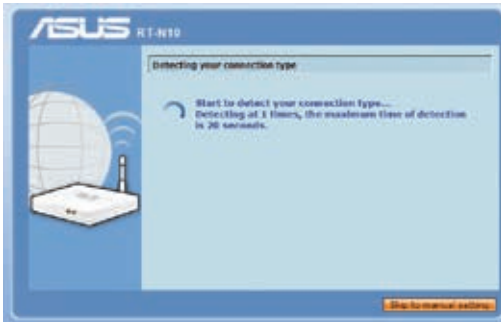 ASUS RT-N10
Detecting your connection type
Start to detect your connection type...
Detecting at 1 times, the maximum time of detection
is 20 seconds.
Skip to manual setting